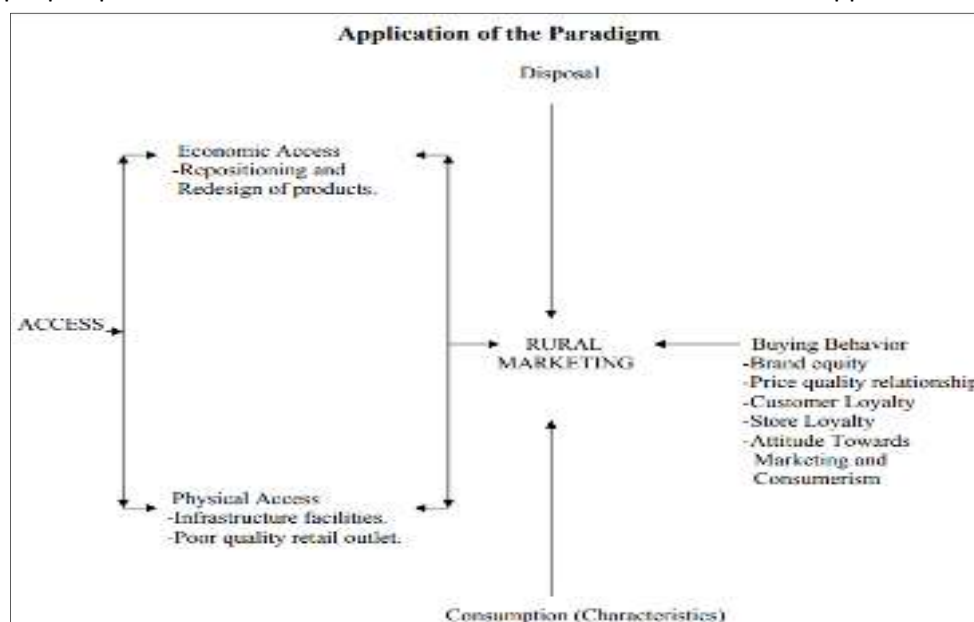 Application of the Paradigm
Disposal
Economic Access
-Repositioning and
Redesign of products.
ACCESS
RURAL
MARKETING
Buying Behavior
-Brand equity
-Price quality relationship
-Customer Loyalty
-Store Loyalty
-Attitude Towards
Marketing and
Consumerism
Physical Access
-Infrastructure facilities.
-Poor quality retail outlet.
Consumption (Characteristics)